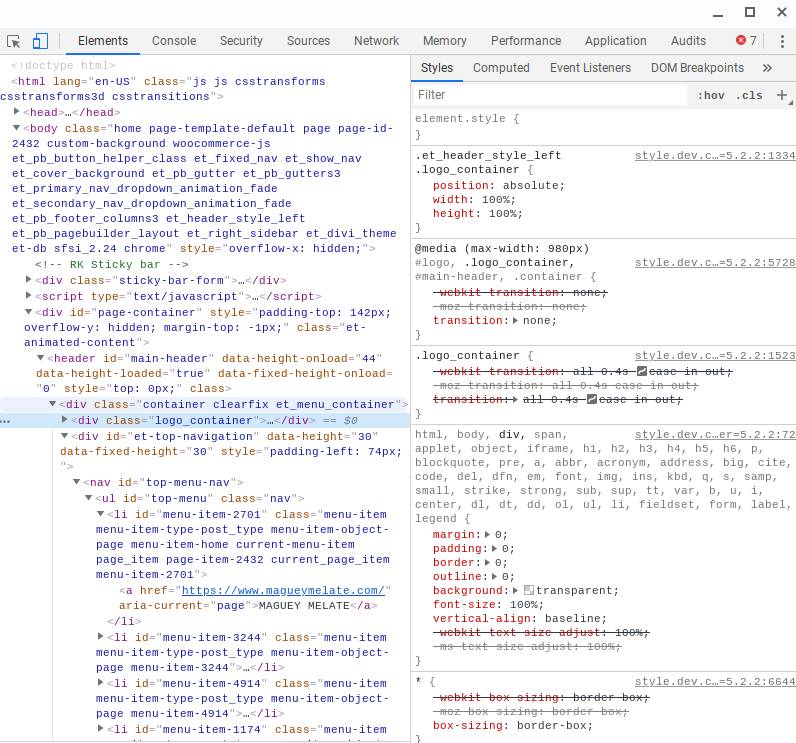 Elements Console Security Sources Network Memory Performance Application Audits 7
<!doctype html>
<html lang="en-US" class="js js csstransforms
csstransforms3d csstransitions">
<head>…</head>
<body class="home page-template-default page page-id-
2432 custom-background woocommerce-js
et_pb_button_helper_class et_fixed_nav et_show_nav
et_cover_background et_pb_gutter et_pb_gutters3
et_primary_nav_dropdown_animation_fade
et_secondary_nav_dropdown_animation_fade
et_pb_footer_columns3 et_header_style_left
et_pb_pagebuilder_layout et_right_sidebar et_divi_theme
et-db sfsi_2.24 chrome" style="overflow-x: hidden;">
<!-- RK Sticky bar -->
<div class="sticky-bar-form">…</div>
<script type="text/javascript">…</script>
<div id="page-container" style="padding-top: 142px;
overflow-y: hidden; margin-top: -1px;" class="et-
animated-content">
<header id="main-header" data-height-onload="44"
data-height-loaded="true" data-fixed-height-onload=
"0" style="top: 0px;" class>
<div class="container clearfix et_menu_container">
… <div class="logo_container">…</div> == $0
<div id="et-top-navigation" data-height="30"
data-fixed-height="30" style="padding-left: 74px;
">
<nav id="top-menu-nav">
<ul id="top-menu" class="nav">
<li id="menu-item-2701" class="menu-item
menu-item-type-post_type menu-item-object-
page menu-item-home current-menu-item
page_item page-item-2432 current_page_item
menu-item-2701">
<a href="https://www.magueymelate.com/"
aria-current="page">MAGUEY MELATE</a>
</li>
<li id="menu-item-3244" class="menu-item
menu-item-type-post_type menu-item-object-
page menu-item-3244">…</li>
<li id="menu-item-4914" class="menu-item
menu-item-type-post_type menu-item-object-
page menu-item-4914">…</li>
<li id="menu-item-1174" class="menu-item
Styles Computed Event Listeners DOM Breakpoints »
Filter :hov .cls +
element.style {
}
.et_header_style_left style.dev.c…=5.2.2:1334
.logo_container {
position: absolute;
width: 100%;
height: 100%;
}
@media (max-width: 980px)
#logo, .logo_container, style.dev.c…=5.2.2:5728
#main-header, .container {
-webkit-transition: none;
-moz-transition: none;
transition: none;
}
.logo_container { style.dev.c…=5.2.2:1523
-webkit-transition: all 0.4s ease-in-out;
-moz-transition: all 0.4s ease-in-out;
transition: all 0.4s ease-in-out;
}
html, body, div, span, style.dev.c…er=5.2.2:72
applet, object, iframe, h1, h2, h3, h4, h5, h6, p,
blockquote, pre, a, abbr, acronym, address, big, cite,
code, del, dfn, em, font, img, ins, kbd, q, s, samp,
small, strike, strong, sub, sup, tt, var, b, u, i,
center, dl, dt, dd, ol, ul, li, fieldset, form, label,
legend {
margin: 0;
padding: 0;
border: 0;
outline: 0;
background: transparent;
font-size: 100%;
vertical-align: baseline;
-webkit-text-size-adjust: 100%;
-ms-text-size-adjust: 100%;
}
* { style.dev.c…=5.2.2:6644
-webkit-box-sizing: border-box;
-moz-box-sizing: border-box;
box-sizing: border-box;
}